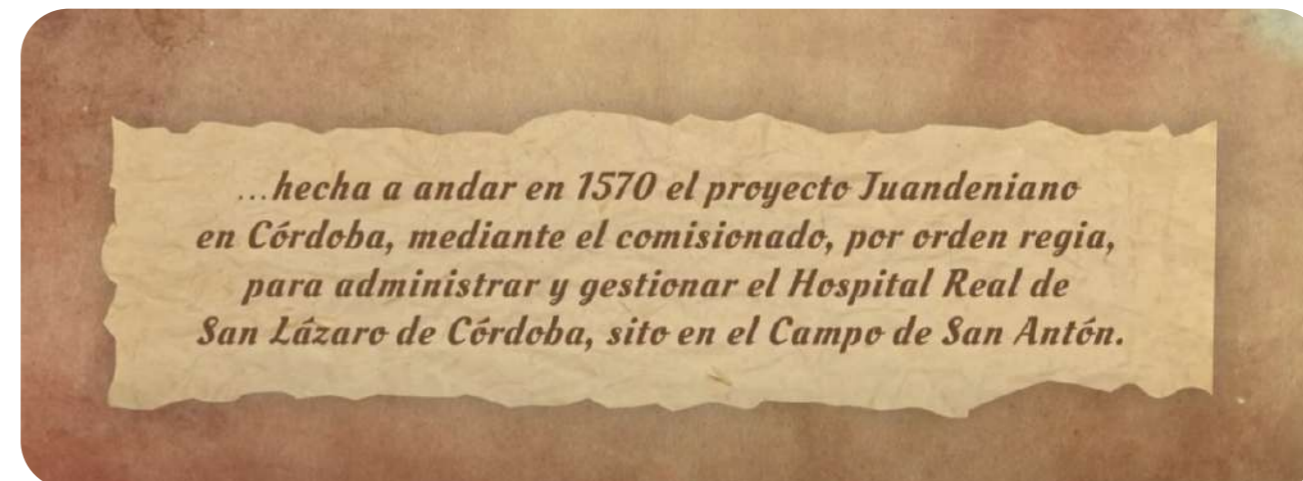 ...hecha a andar en 1570 el proyecto Juandeniano
en Córdoba, mediante el comisionado, por orden regia,
para administrar y gestionar el Hospital Real de
San Lázaro de Córdoba, sito en el Campo de San Antón.